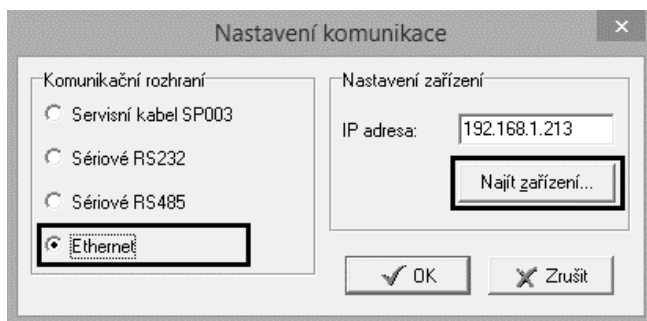 Nastavení komunikace
Komunikační rozhraní
Servisní kabel SP003
Sériové RS232
Sériové RS485
Ethernet
Nastavení zařízení
IP adresa: 192.168.1.213
Najít zařízení...
OK
Zrušit